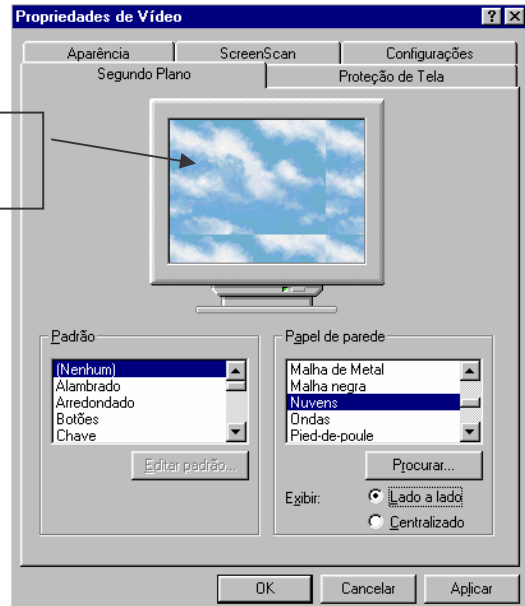 Propriedades de Vídeo
Aparência ScreenScan Configurações
Segundo Plano Proteção de Tela
Padrão
(Nenhum)
Alambrado
Arredondado
Botões
Chave
Editar padrão...
Papel de parede
Malha de Metal
Malha negra
Nuvens
Ondas
Pied-de-poule
Procurar...
Exibir: Lado a lado
Centralizado
OK Cancelar Aplicar